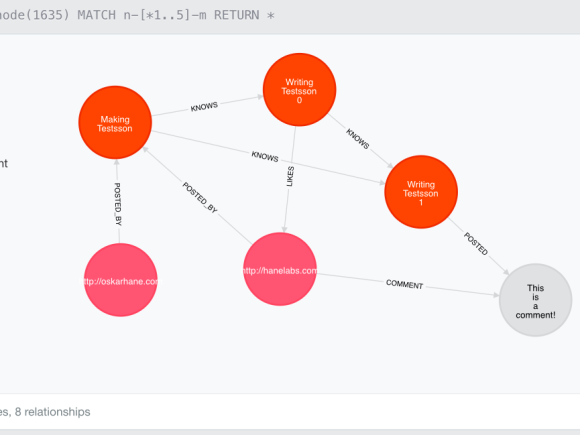 node(1635) MATCH n-[*1..5]-m RETURN *
Writing
Testsson
0
Making
Testsson
KNOWS
KNOWS
KNOWS
LIKES
Writing
Testsson
1
POSTED_BY
POSTED_BY
POSTED
http://oskarhane.com
http://hanelabs.com
COMMENT
This
is
a
comment!
nt
es, 8 relationships